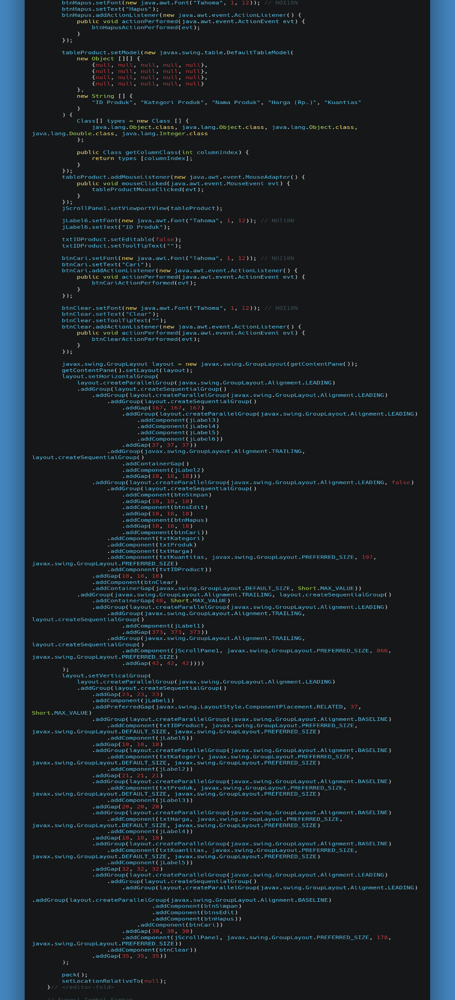 btnHapus.setFont(new java.awt.Font("Tahoma", 1, 12)); // NOI18N
        btnHapus.setText("Hapus");
        btnHapus.addActionListener(new java.awt.event.ActionListener() {
            public void actionPerformed(java.awt.event.ActionEvent evt) {
                btnHapusActionPerformed(evt);
            }
        });

        tableProduct.setModel(new javax.swing.table.DefaultTableModel(
            new Object [][] {
                {null, null, null, null, null},
                {null, null, null, null, null},
                {null, null, null, null, null},
                {null, null, null, null, null}
            },
            new String [] {
                "ID Produk", "Kategori Produk", "Nama Produk", "Harga (Rp.)", "Kuantias"
            }
        ) {
            Class[] types = new Class [] {
                java.lang.Object.class, java.lang.Object.class, java.lang.Object.class,
java.lang.Double.class, java.lang.Integer.class
            };

            public Class getColumnClass(int columnIndex) {
                return types [columnIndex];
            }
        });
        tableProduct.addMouseListener(new java.awt.event.MouseAdapter() {
            public void mouseClicked(java.awt.event.MouseEvent evt) {
                tableProductMouseClicked(evt);
            }
        });
        jScrollPane1.setViewportView(tableProduct);

        jLabel6.setFont(new java.awt.Font("Tahoma", 1, 12)); // NOI18N
        jLabel6.setText("ID Produk");

        txtIDProduct.setEditable(false);
        txtIDProduct.setToolTipText("");

        btnCari.setFont(new java.awt.Font("Tahoma", 1, 12)); // NOI18N
        btnCari.setText("Cari");
        btnCari.addActionListener(new java.awt.event.ActionListener() {
            public void actionPerformed(java.awt.event.ActionEvent evt) {
                btnCariActionPerformed(evt);
            }
        });

        btnClear.setFont(new java.awt.Font("Tahoma", 1, 12)); // NOI18N
        btnClear.setText("Clear");
        btnClear.setToolTipText("");
        btnClear.addActionListener(new java.awt.event.ActionListener() {
            public void actionPerformed(java.awt.event.ActionEvent evt) {
                btnClearActionPerformed(evt);
            }
        });

        javax.swing.GroupLayout layout = new javax.swing.GroupLayout(getContentPane());
        getContentPane().setLayout(layout);
        layout.setHorizontalGroup(
            layout.createParallelGroup(javax.swing.GroupLayout.Alignment.LEADING)
            .addGroup(layout.createSequentialGroup()
                .addGroup(layout.createParallelGroup(javax.swing.GroupLayout.Alignment.LEADING)
                    .addGroup(layout.createSequentialGroup()
                        .addGap(167, 167, 167)
                        .addGroup(layout.createParallelGroup(javax.swing.GroupLayout.Alignment.LEADING)
                            .addComponent(jLabel3)
                            .addComponent(jLabel4)
                            .addComponent(jLabel5)
                            .addComponent(jLabel6))
                        .addGap(37, 37, 37))
                    .addGroup(javax.swing.GroupLayout.Alignment.TRAILING,
layout.createSequentialGroup()
                        .addContainerGap()
                        .addComponent(jLabel2)
                        .addGap(18, 18, 18)))
                .addGroup(layout.createParallelGroup(javax.swing.GroupLayout.Alignment.LEADING, false)
                    .addGroup(layout.createSequentialGroup()
                        .addComponent(btnSimpan)
                        .addGap(18, 18, 18)
                        .addComponent(btnsEdit)
                        .addGap(18, 18, 18)
                        .addComponent(btnHapus)
                        .addGap(18, 18, 18)
                        .addComponent(btnCari))
                    .addComponent(txtKategori)
                    .addComponent(txtProduk)
                    .addComponent(txtHarga)
                    .addComponent(txtKuantitas, javax.swing.GroupLayout.PREFERRED_SIZE, 197,
javax.swing.GroupLayout.PREFERRED_SIZE)
                    .addComponent(txtIDProduct))
                .addGap(18, 18, 18)
                .addComponent(btnClear)
                .addContainerGap(javax.swing.GroupLayout.DEFAULT_SIZE, Short.MAX_VALUE))
            .addGroup(javax.swing.GroupLayout.Alignment.TRAILING, layout.createSequentialGroup()
                .addContainerGap(48, Short.MAX_VALUE)
                .addGroup(layout.createParallelGroup(javax.swing.GroupLayout.Alignment.LEADING)
                    .addGroup(javax.swing.GroupLayout.Alignment.TRAILING,
layout.createSequentialGroup()
                        .addComponent(jLabel1)
                        .addGap(373, 373, 373))
                    .addGroup(javax.swing.GroupLayout.Alignment.TRAILING,
layout.createSequentialGroup()
                        .addComponent(jScrollPane1, javax.swing.GroupLayout.PREFERRED_SIZE, 866,
javax.swing.GroupLayout.PREFERRED_SIZE)
                        .addGap(42, 42, 42))))
        );
        layout.setVerticalGroup(
            layout.createParallelGroup(javax.swing.GroupLayout.Alignment.LEADING)
            .addGroup(layout.createSequentialGroup()
                .addGap(23, 23, 23)
                .addComponent(jLabel1)
                .addPreferredGap(javax.swing.LayoutStyle.ComponentPlacement.RELATED, 37,
Short.MAX_VALUE)
                .addGroup(layout.createParallelGroup(javax.swing.GroupLayout.Alignment.BASELINE)
                    .addComponent(txtIDProduct, javax.swing.GroupLayout.PREFERRED_SIZE,
javax.swing.GroupLayout.DEFAULT_SIZE, javax.swing.GroupLayout.PREFERRED_SIZE)
                    .addComponent(jLabel6))
                .addGap(18, 18, 18)
                .addGroup(layout.createParallelGroup(javax.swing.GroupLayout.Alignment.BASELINE)
                    .addComponent(txtKategori, javax.swing.GroupLayout.PREFERRED_SIZE,
javax.swing.GroupLayout.DEFAULT_SIZE, javax.swing.GroupLayout.PREFERRED_SIZE)
                    .addComponent(jLabel2))
                .addGap(21, 21, 21)
                .addGroup(layout.createParallelGroup(javax.swing.GroupLayout.Alignment.BASELINE)
                    .addComponent(txtProduk, javax.swing.GroupLayout.PREFERRED_SIZE,
javax.swing.GroupLayout.DEFAULT_SIZE, javax.swing.GroupLayout.PREFERRED_SIZE)
                    .addComponent(jLabel3))
                .addGap(20, 20, 20)
                .addGroup(layout.createParallelGroup(javax.swing.GroupLayout.Alignment.BASELINE)
                    .addComponent(txtHarga, javax.swing.GroupLayout.PREFERRED_SIZE,
javax.swing.GroupLayout.DEFAULT_SIZE, javax.swing.GroupLayout.PREFERRED_SIZE)
                    .addComponent(jLabel4))
                .addGap(18, 18, 18)
                .addGroup(layout.createParallelGroup(javax.swing.GroupLayout.Alignment.BASELINE)
                    .addComponent(txtKuantitas, javax.swing.GroupLayout.PREFERRED_SIZE,
javax.swing.GroupLayout.DEFAULT_SIZE, javax.swing.GroupLayout.PREFERRED_SIZE)
                    .addComponent(jLabel5))
                .addGap(32, 32, 32)
                .addGroup(layout.createParallelGroup(javax.swing.GroupLayout.Alignment.LEADING)
                    .addGroup(layout.createSequentialGroup()
                        .addGroup(layout.createParallelGroup(javax.swing.GroupLayout.Alignment.LEADING)

.addGroup(layout.createParallelGroup(javax.swing.GroupLayout.Alignment.BASELINE)
                                .addComponent(btnSimpan)
                                .addComponent(btnsEdit)
                                .addComponent(btnHapus))
                            .addComponent(btnCari))
                        .addGap(30, 30, 30)
                        .addComponent(jScrollPane1, javax.swing.GroupLayout.PREFERRED_SIZE, 178,
javax.swing.GroupLayout.PREFERRED_SIZE))
                    .addComponent(btnClear))
                .addGap(35, 35, 35))
        );

        pack();
        setLocationRelativeTo(null);
    }// </editor-fold>

    // Fungsi Tombol Simpan